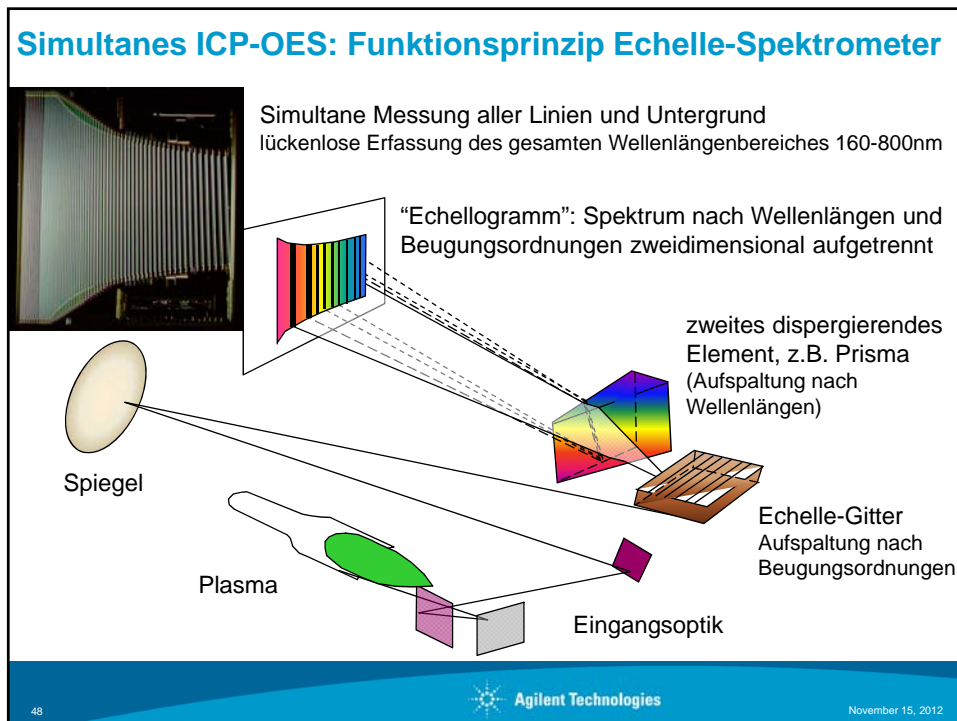 Simultanes ICP-OES: Funktionsprinzip Echelle-Spektrometer
Simultane Messung aller Linien und Untergrund
lückenlose Erfassung des gesamten Wellenlängenbereiches 160-800nm
“Echellogramm”: Spektrum nach Wellenlängen und
Beugungsordnungen zweidimensional aufgetrennt
zweites dispergierendes
Element, z.B. Prisma
(Aufspaltung nach
Wellenlängen)
Spiegel
Echelle-Gitter
Aufspaltung nach
Beugungsordnungen
Plasma
Eingangsoptik
48
Agilent Technologies
November 15, 2012